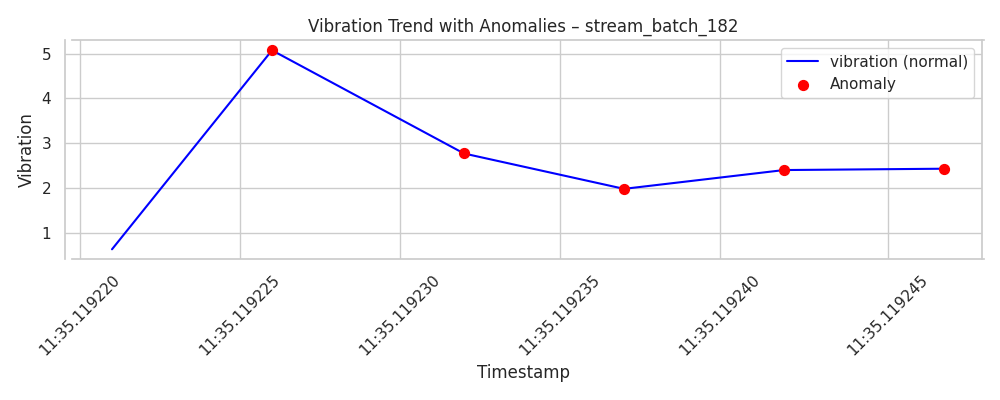 Vibration Trend with Anomalies – stream_batch_182
vibration (normal)
Anomaly
Vibration
5
4
3
2
1
11:35.119220
11:35.119225
11:35.119230
11:35.119235
11:35.119240
11:35.119245
Timestamp